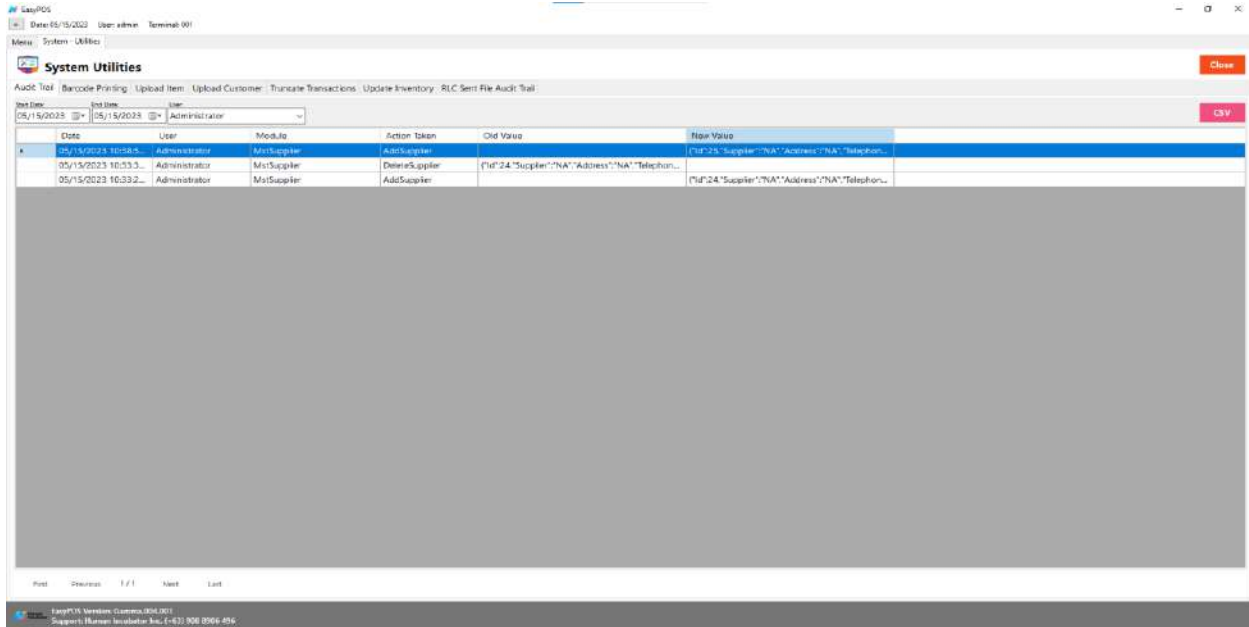 EasyPOS
Date: 05/15/2023 User: admin Terminal: 001
Menu System - Utilities
System Utilities
Close
Audit Trail Barcode Printing Upload Item Upload Customer Truncate Transactions Update Inventory RLC Sent File Audit Trail
Start Date End Date User
05/15/2023 05/15/2023 Administrator
CSV
Date User Module Action Taken Old Value New Value
05/15/2023 10:58:5... Administrator MstSupplier AddSupplier {"Id":25,"Supplier":"NA","Address":"NA","Telephon...
05/15/2023 10:33:3... Administrator MstSupplier DeleteSupplier {"Id":24,"Supplier":"NA","Address":"NA","Telephon...
05/15/2023 10:33:2... Administrator MstSupplier AddSupplier {"Id":24,"Supplier":"NA","Address":"NA","Telephon...
First Previous 1 / 1 Next Last
EasyPOS Version: Gamma.004.001
Support: Human Incubator Inc. (+63) 908 8906 496